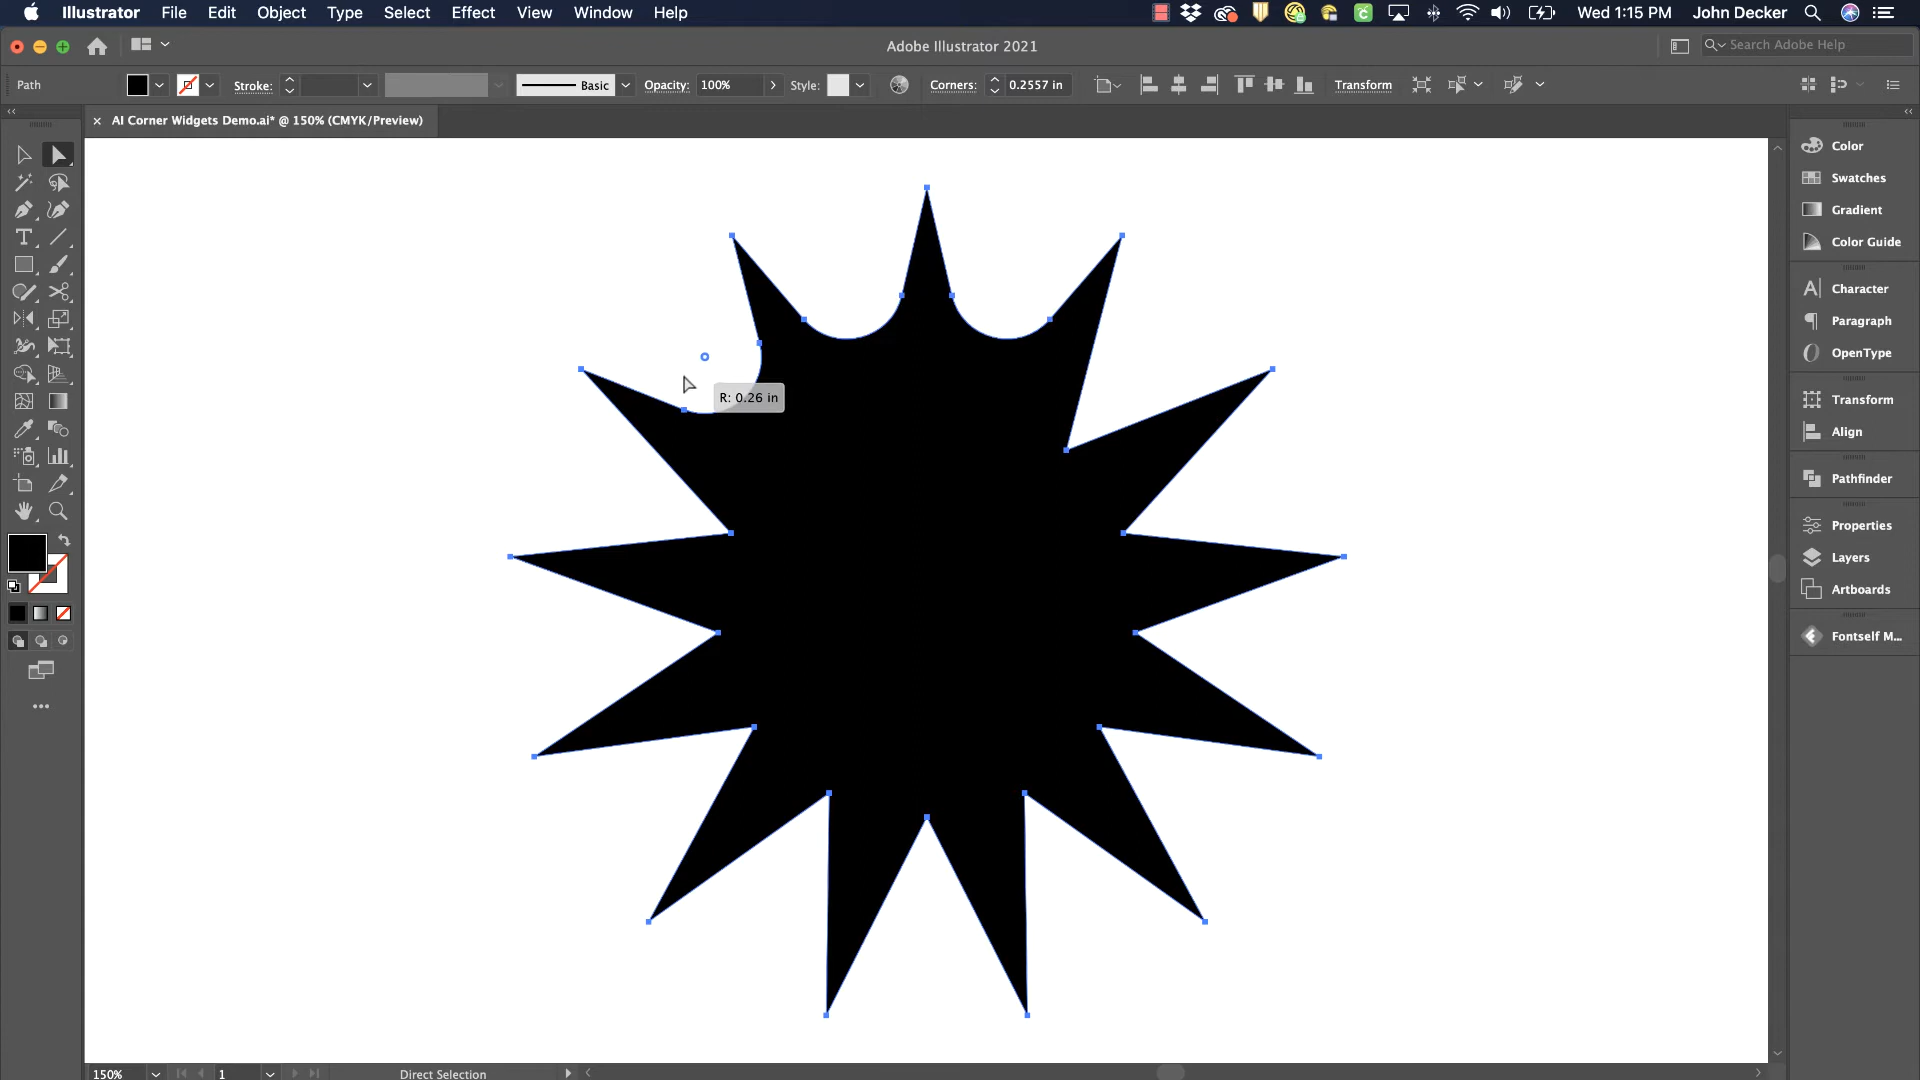 Illustrator File Edit Object Type Select Effect View Window Help Wed 1:15 PM John Decker
Adobe Illustrator 2021 Search Adobe Help
Path Stroke: Basic Opacity: 100% Style: Corners: 0.2557 in Transform
AI Corner Widgets Demo.ai* @ 150% (CMYK/Preview)
Color
Swatches
Gradient
Color Guide
Character
Paragraph
OpenType
R: 0.26 in
Transform
Align
Pathfinder
Properties
Layers
Artboards
Fontself M...
150% 1 Direct Selection